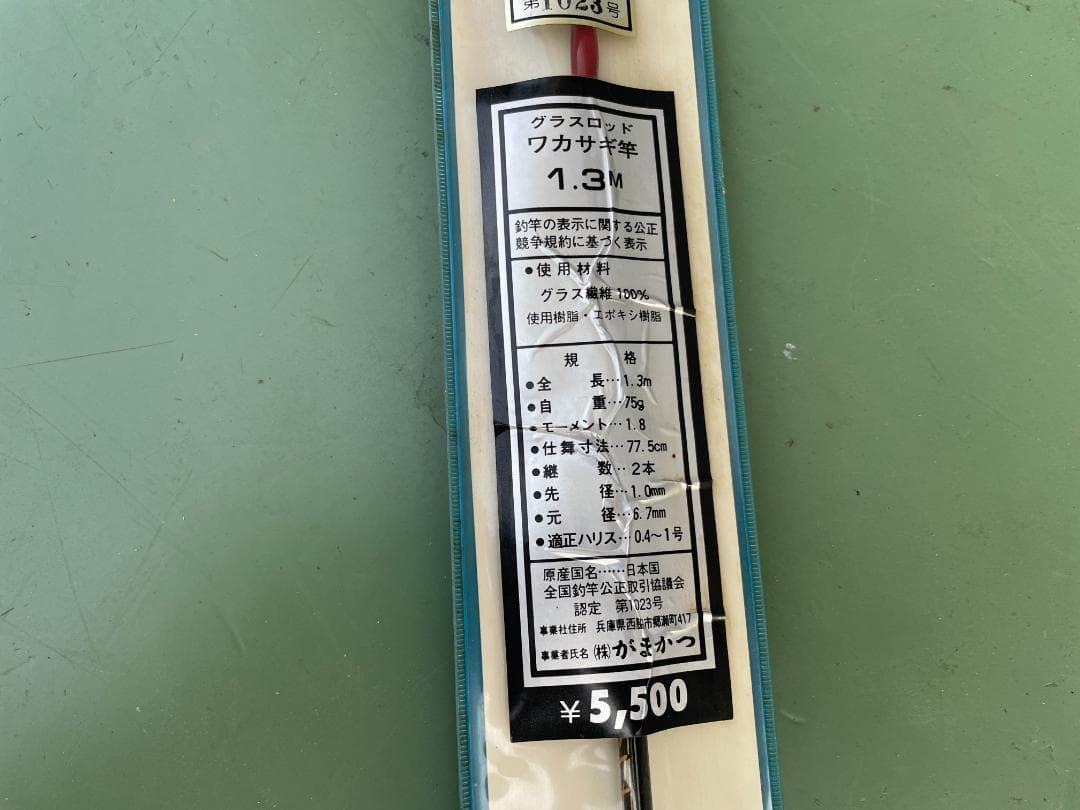 第1023号
グラスロッド
ワカサギ竿
1.3M
釣竿の表示に関する公正
競争規約に基づく表示
●使用材料
グラス繊維100%
使用樹脂・エポキシ樹脂
規　格
●全　長…1.3m
●自　重…75g
●モーメント…1.8
●仕舞寸法…77.5cm
●継　数‥2本
●先　径…1.0mm
●元　径…6.7mm
●適正ハリス…0.4〜1号
原産国名……日本国
全国釣竿公正取引協議会
認定　第1023号
事業社住所　兵庫県西脇市郷瀬町417
事業者氏名 (株)がまかつ
¥5,500